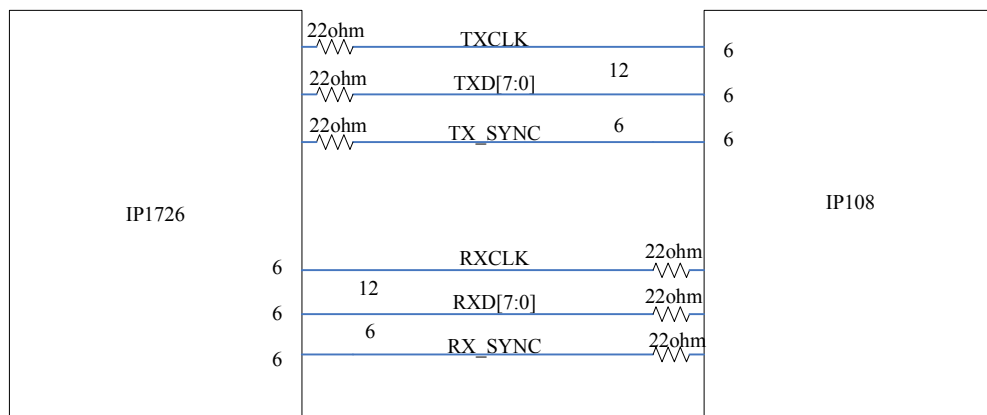 22ohm TXCLK 6
12
22ohm TXD[7:0] 6
22ohm TX_SYNC 6 6
IP1726
IP108
6 RXCLK 22ohm
12
6 RXD[7:0] 22ohm
6
6 RX_SYNC 22ohm